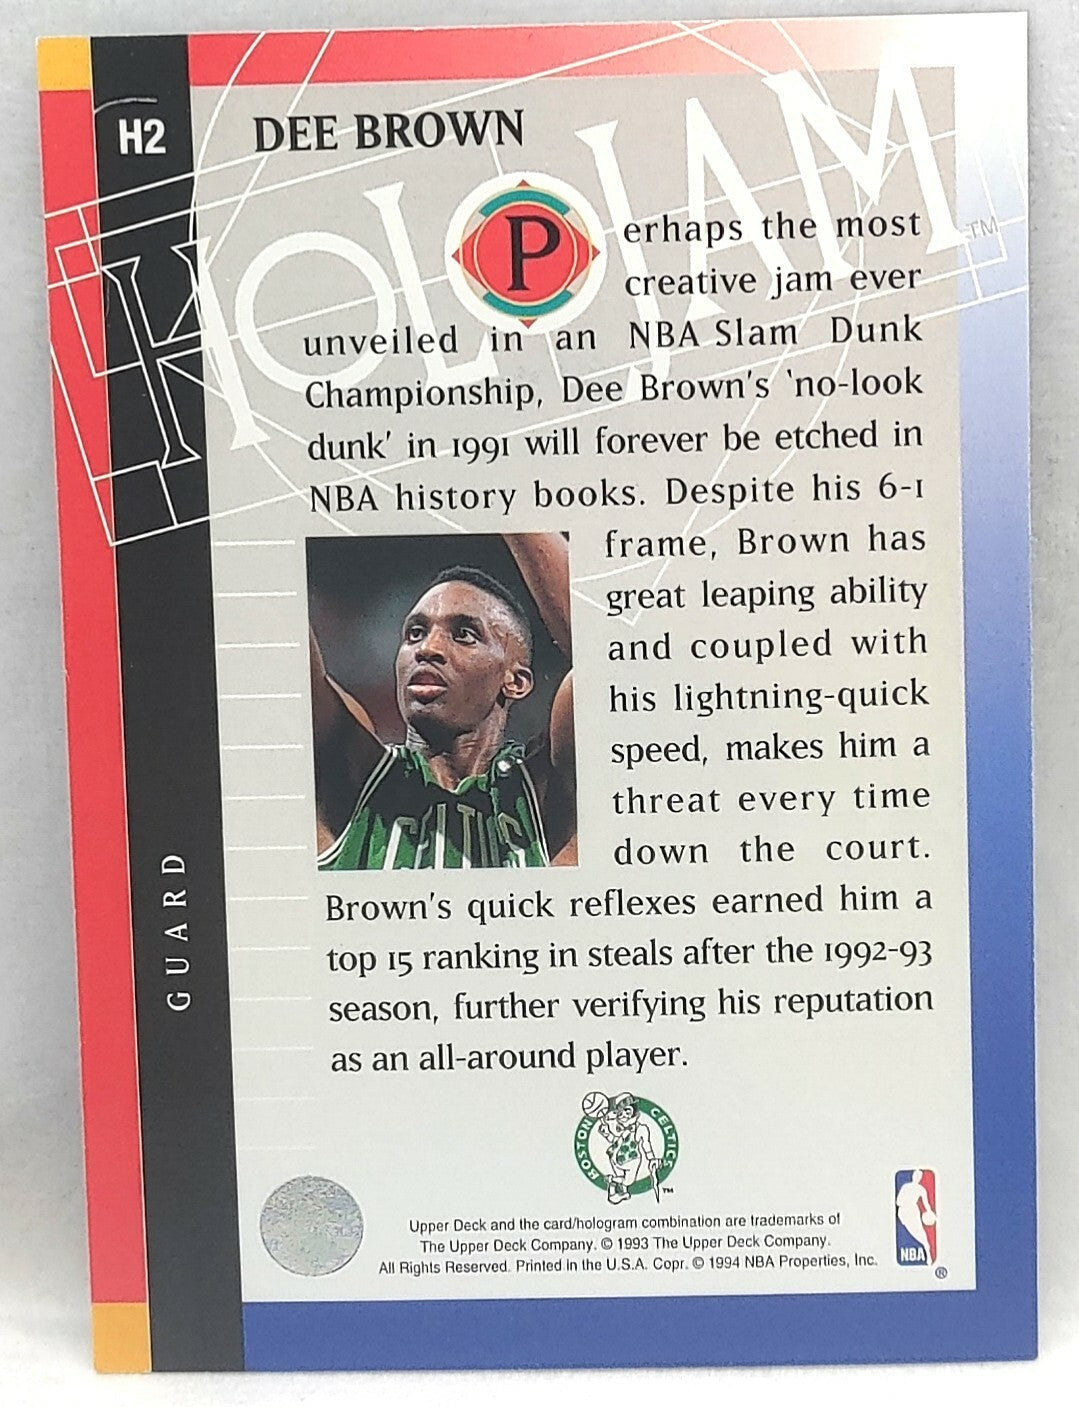 H2
DEE BROWN
HOLOJAM™
Perhaps the most
creative jam ever
unveiled in an NBA Slam Dunk
Championship, Dee Brown's 'no-look
dunk' in 1991 will forever be etched in
NBA history books. Despite his 6-1
frame, Brown has
great leaping ability
and coupled with
his lightning-quick
speed, makes him a
threat every time
down the court.
Brown's quick reflexes earned him a
top 15 ranking in steals after the 1992-93
season, further verifying his reputation
as an all-around player.
CELTICS
GUARD
BOSTON CELTICS
™
Upper Deck and the card/hologram combination are trademarks of
The Upper Deck Company. © 1993 The Upper Deck Company.
All Rights Reserved. Printed in the U.S.A. Copr. © 1994 NBA Properties, Inc.
NBA
®